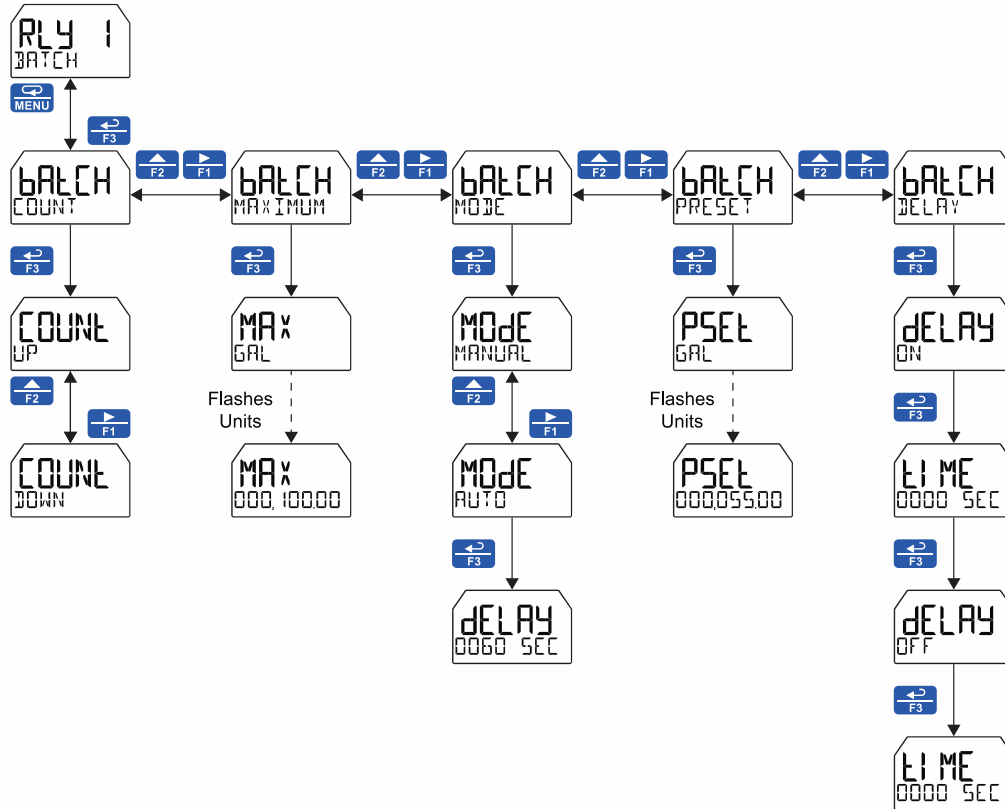 RLY 1
BATCH
MENU
F3
F2 F1 F2 F1 F2 F1 F2 F1
bAtCH bAtCH bAtCH bAtCH bAtCH
COUNT MAXIMUM MODE PRESET DELAY
F3 F3 F3 F3 F3
COUNt MAX MOdE PSEt dELAY
UP GAL MANUAL GAL ON
F2 Flashes F2 Flashes F3
Units Units
F1 F1
COUNt MAX MOdE PSEt tIME
DOWN 000,100.00 AUTO 000,055.00 0000 SEC
F3 F3
dELAY dELAY
0060 SEC OFF
F3
tIME
0000 SEC